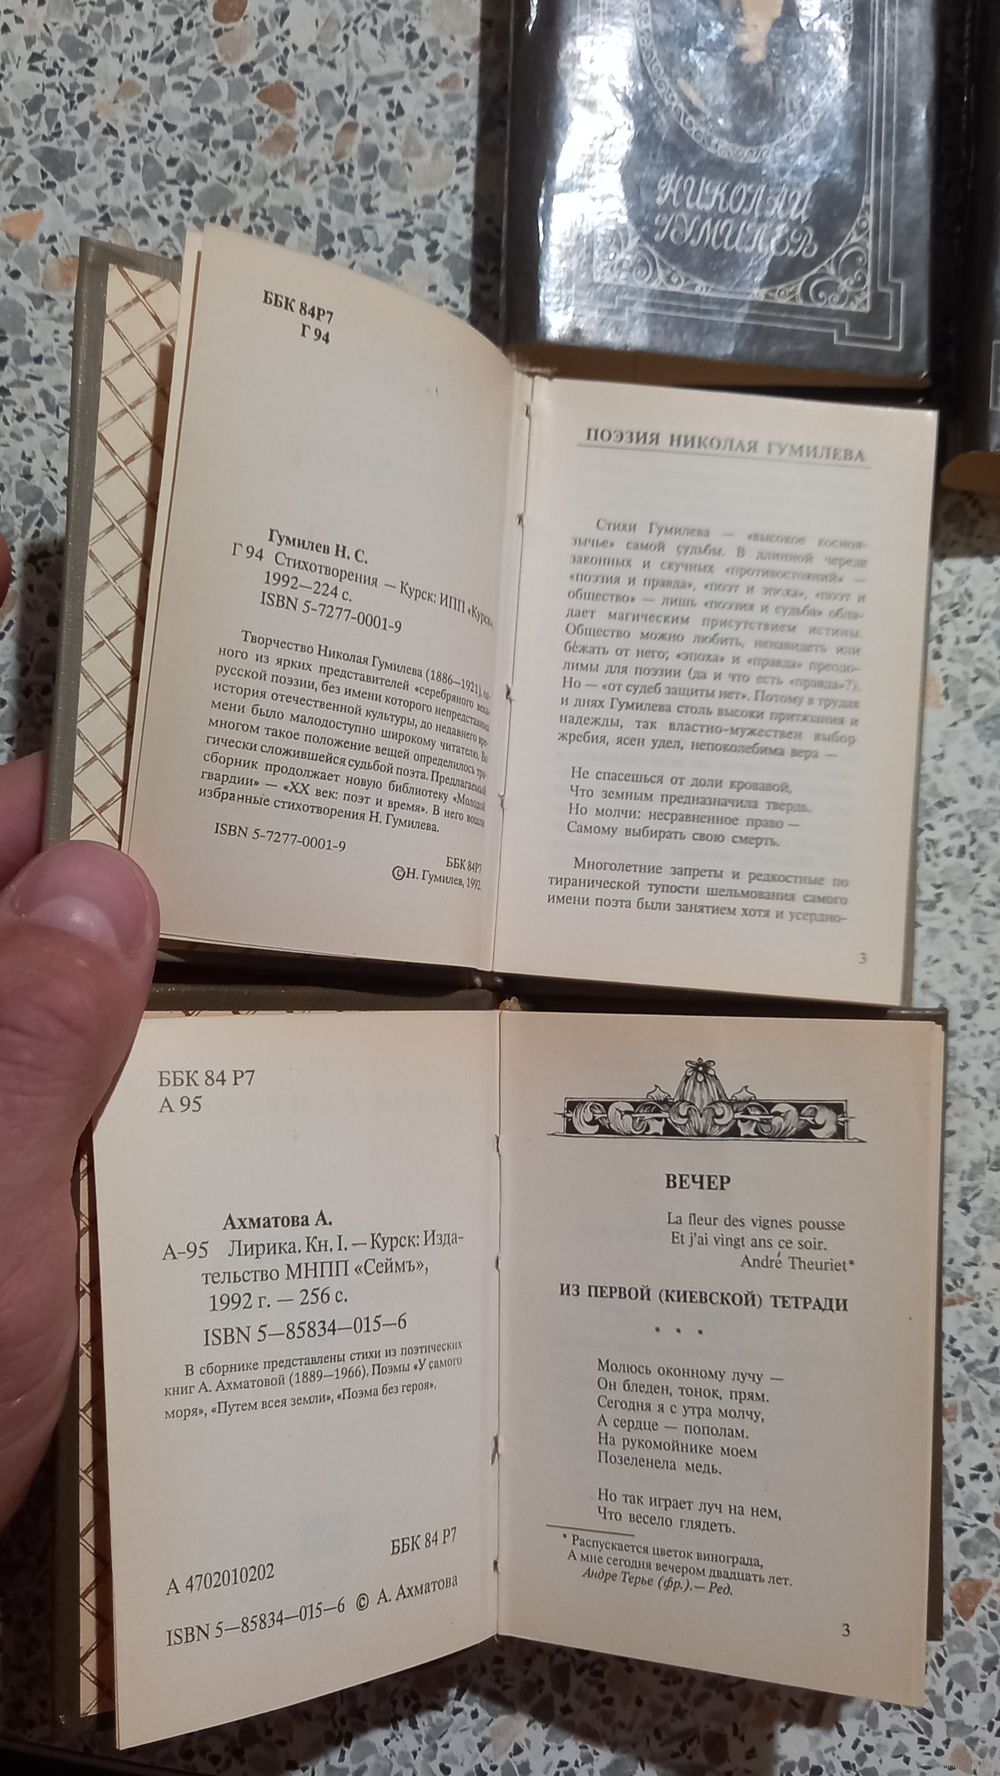 НИКОЛАЙ
ГУМИЛЕВ
ББК 84Р7
Г 94
Гумилев Н. С.
Г 94 Стихотворения — Курск: ИПП «Курск»,
1992—224 с.
ISBN 5-7277-0001-9
Творчество Николая Гумилева (1886—1921), од-
ного из ярких представителей «серебряного века»
русской поэзии, без имени которого непредставима
история отечественной культуры, до недавнего вре-
мени было малодоступно широкому читателю. Во
многом такое положение вещей определилось тра-
гически сложившейся судьбой поэта. Предлагаемый
сборник продолжает новую библиотеку «Молодой
гвардии» — «XX век: поэт и время». В него вошли
избранные стихотворения Н. Гумилева.
ISBN 5-7277-0001-9
ББК 84Р7
©Н. Гумилев, 1992.
ПОЭЗИЯ НИКОЛАЯ ГУМИЛЕВА
Стихи Гумилева — «высокое косноя-
зычье» самой судьбы. В длинной череде
законных и скучных «противостояний» —
«поэзия и правда», «поэт и эпоха», «поэт и
общество» — лишь «поэзия и судьба» обла-
дает магическим присутствием истины.
Общество можно любить, ненавидеть или
бежать от него; «эпоха» и «правда» преодо-
лимы для поэзии (да и что есть «правда»?).
Но — «от судеб защиты нет». Потому в трудах
и днях Гумилева столь высоки притязания и
надежды, так властно-мужествен выбор
жребия, ясен удел, непоколебима вера —
Не спасешься от доли кровавой,
Что земным предназначила твердь.
Но молчи: несравненное право —
Самому выбирать свою смерть.
Многолетние запреты и редкостные по
тиранической тупости шельмования самого
имени поэта были занятием хотя и усердно-
3
ББК 84 Р7
А 95
Ахматова А.
А-95 Лирика. Кн. I. — Курск: Изда-
тельство МНПП «Сеймъ»,
1992 г. — 256 с.
ISBN 5—85834—015—6
В сборнике представлены стихи из поэтических
книг А. Ахматовой (1889—1966), Поэмы «У самого
моря», «Путем всея земли», «Поэма без героя».
А 4702010202
ББК 84 Р7
ISBN 5—85834—015—6 © А. Ахматова
ВЕЧЕР
La fleur des vignes pousse
Et j'ai vingt ans ce soir.
André Theuriet*
ИЗ ПЕРВОЙ (КИЕВСКОЙ) ТЕТРАДИ
* * *
Молюсь оконному лучу —
Он бледен, тонок, прям.
Сегодня я с утра молчу,
А сердце — пополам.
На рукомойнике моем
Позеленела медь.
Но так играет луч на нем,
Что весело глядеть.
* Распускается цветок винограда,
А мне сегодня вечером двадцать лет.
Андре Терье (фр.).— Ред.
3